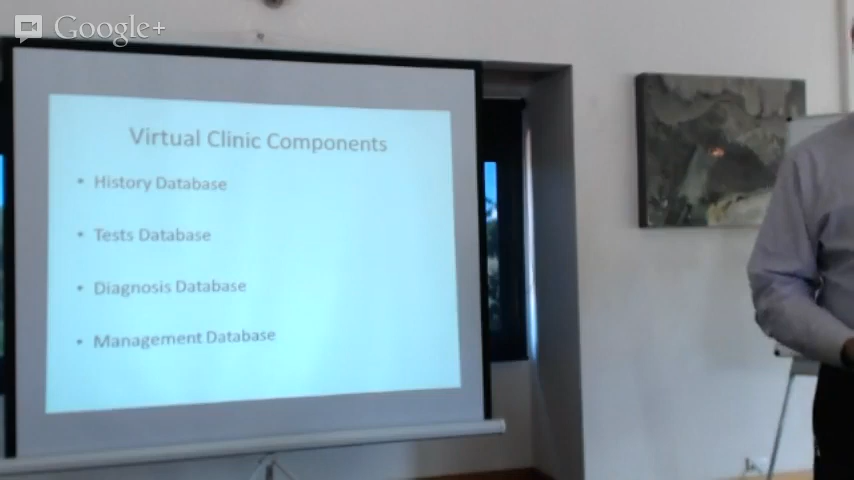 Google+
Virtual Clinic Components
• History Database
• Tests Database
• Diagnosis Database
• Management Database